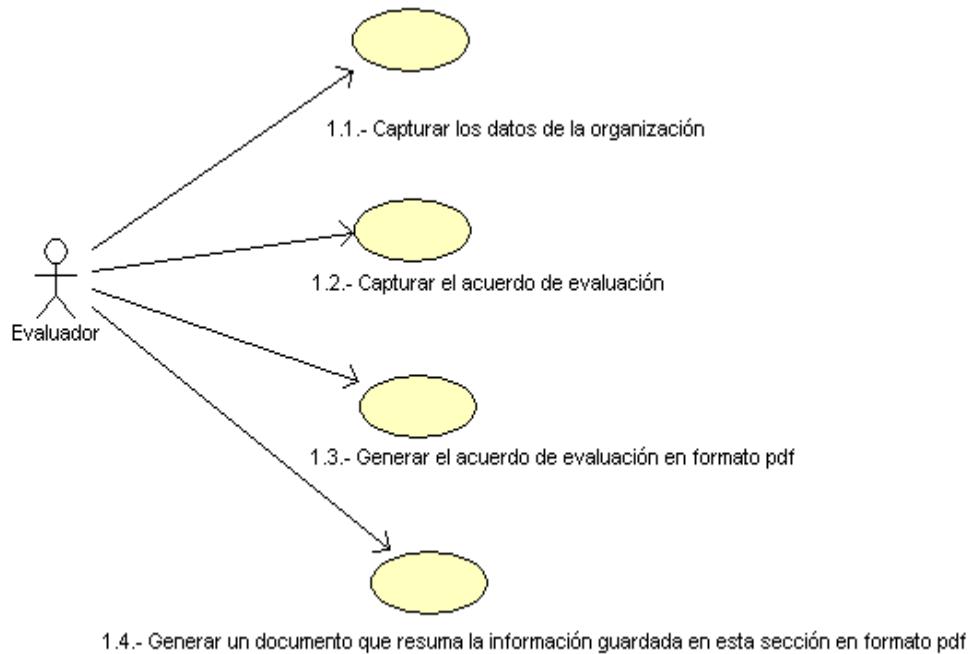 1.1.- Capturar los datos de la organización
1.2.- Capturar el acuerdo de evaluación
Evaluador
1.3.- Generar el acuerdo de evaluación en formato pdf
1.4.- Generar un documento que resuma la información guardada en esta sección en formato pdf